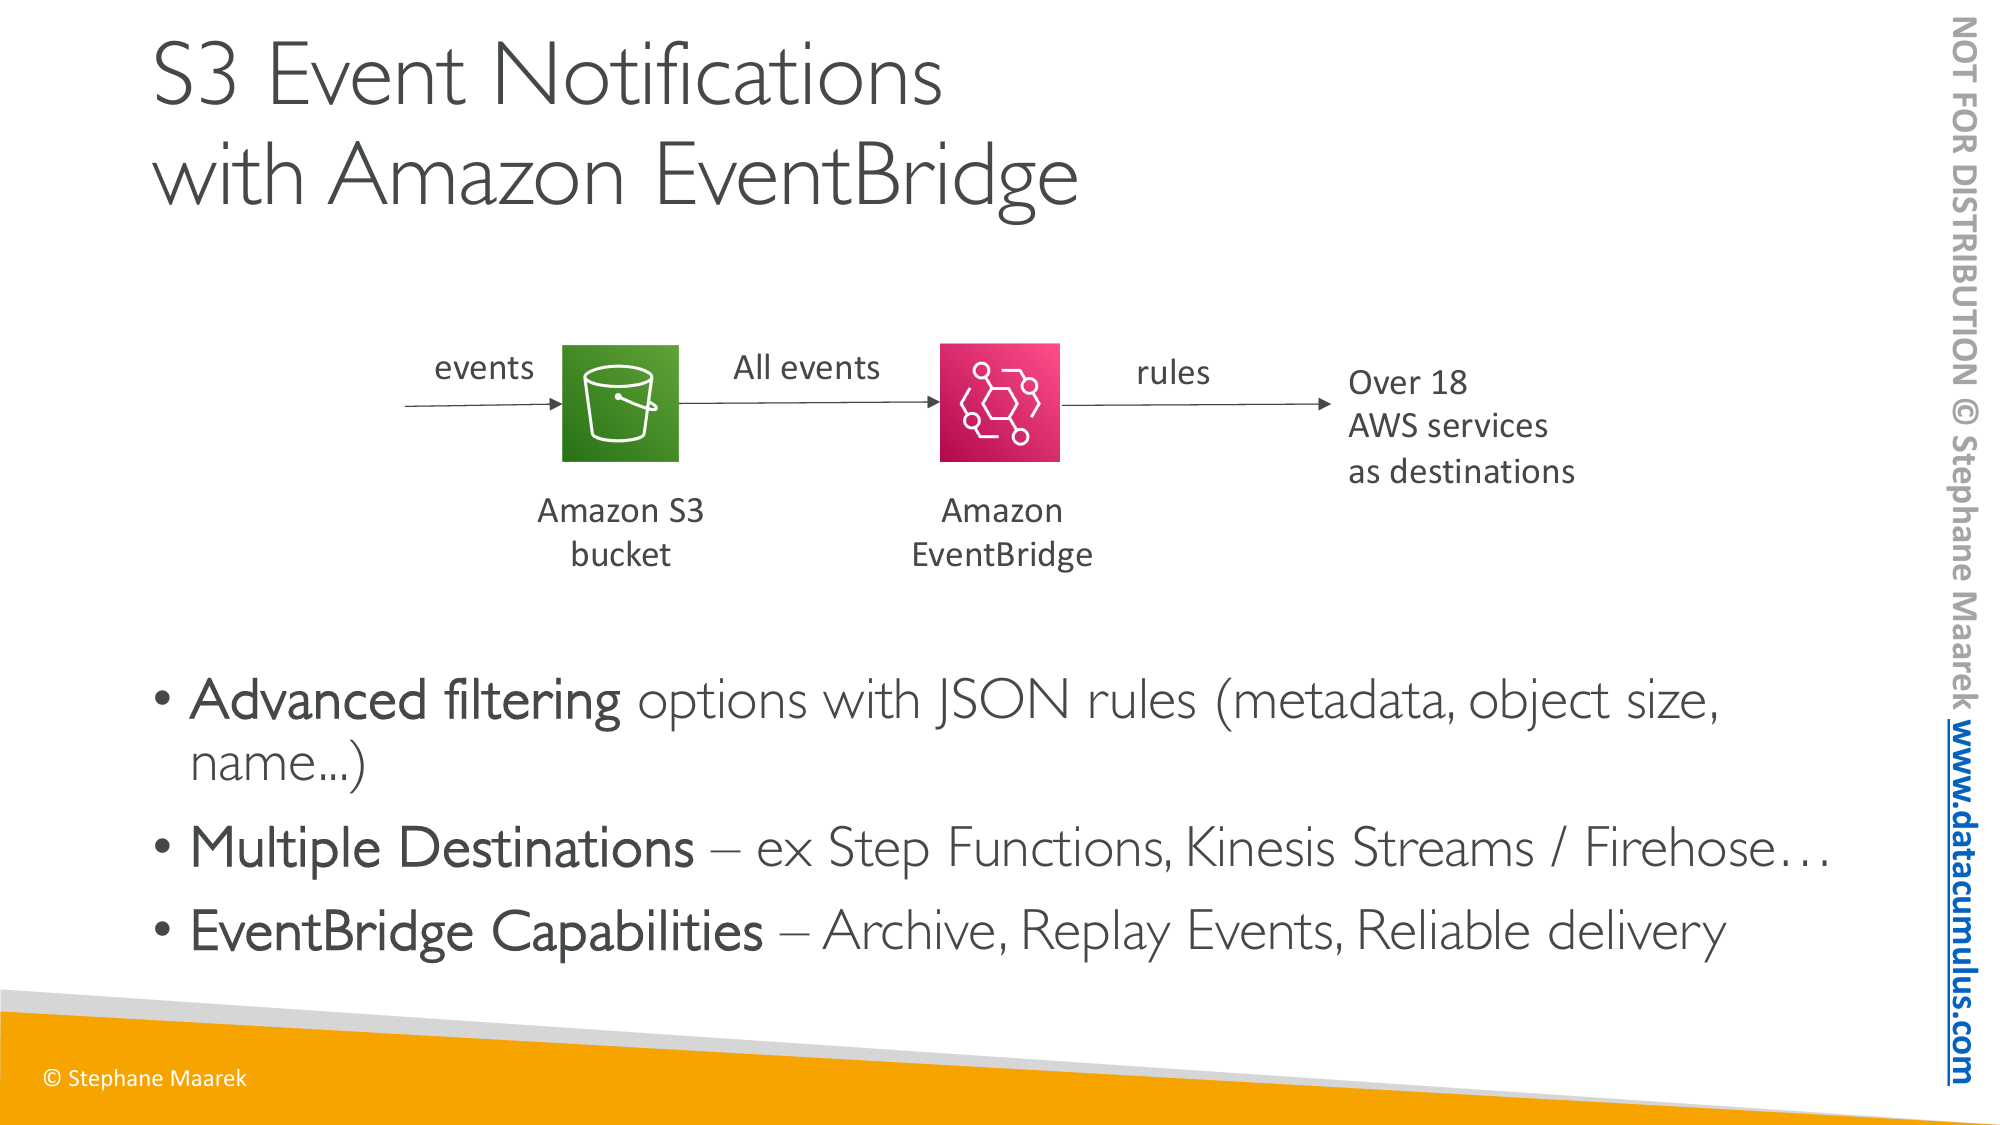 S3 Event Notifications
with Amazon EventBridge
events
All events
rules
Over 18
AWS services
as destinations
Amazon S3
bucket
Amazon
EventBridge
• Advanced filtering options with JSON rules (metadata, object size,
name...)
• Multiple Destinations – ex Step Functions, Kinesis Streams / Firehose…
• EventBridge Capabilities – Archive, Replay Events, Reliable delivery
© Stephane Maarek
NOT FOR DISTRIBUTION © Stephane Maarek www.datacumulus.com